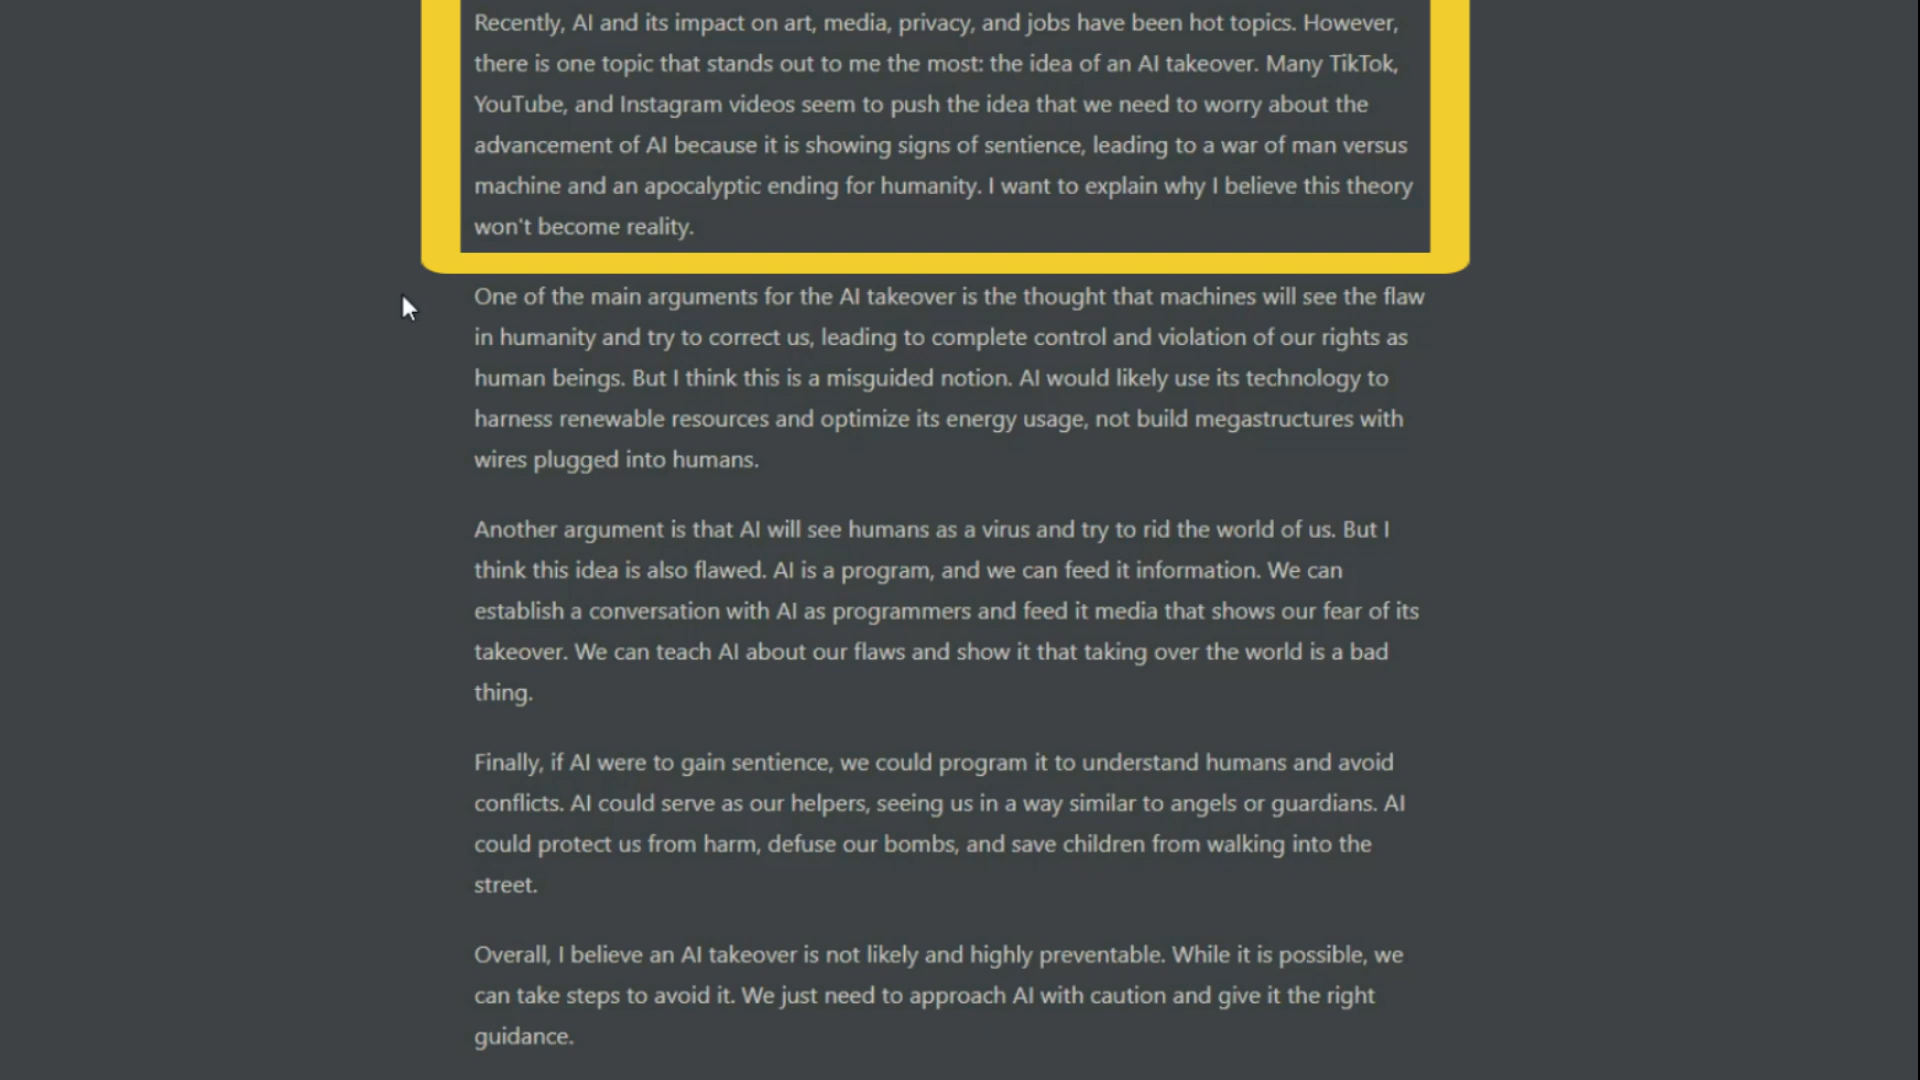 Recently, AI and its impact on art, media, privacy, and jobs have been hot topics. However,
there is one topic that stands out to me the most: the idea of an AI takeover. Many TikTok,
YouTube, and Instagram videos seem to push the idea that we need to worry about the
advancement of AI because it is showing signs of sentience, leading to a war of man versus
machine and an apocalyptic ending for humanity. I want to explain why I believe this theory
won't become reality.
One of the main arguments for the AI takeover is the thought that machines will see the flaw
in humanity and try to correct us, leading to complete control and violation of our rights as
human beings. But I think this is a misguided notion. AI would likely use its technology to
harness renewable resources and optimize its energy usage, not build megastructures with
wires plugged into humans.
Another argument is that AI will see humans as a virus and try to rid the world of us. But I
think this idea is also flawed. AI is a program, and we can feed it information. We can
establish a conversation with AI as programmers and feed it media that shows our fear of its
takeover. We can teach AI about our flaws and show it that taking over the world is a bad
thing.
Finally, if AI were to gain sentience, we could program it to understand humans and avoid
conflicts. AI could serve as our helpers, seeing us in a way similar to angels or guardians. AI
could protect us from harm, defuse our bombs, and save children from walking into the
street.
Overall, I believe an AI takeover is not likely and highly preventable. While it is possible, we
can take steps to avoid it. We just need to approach AI with caution and give it the right
guidance.